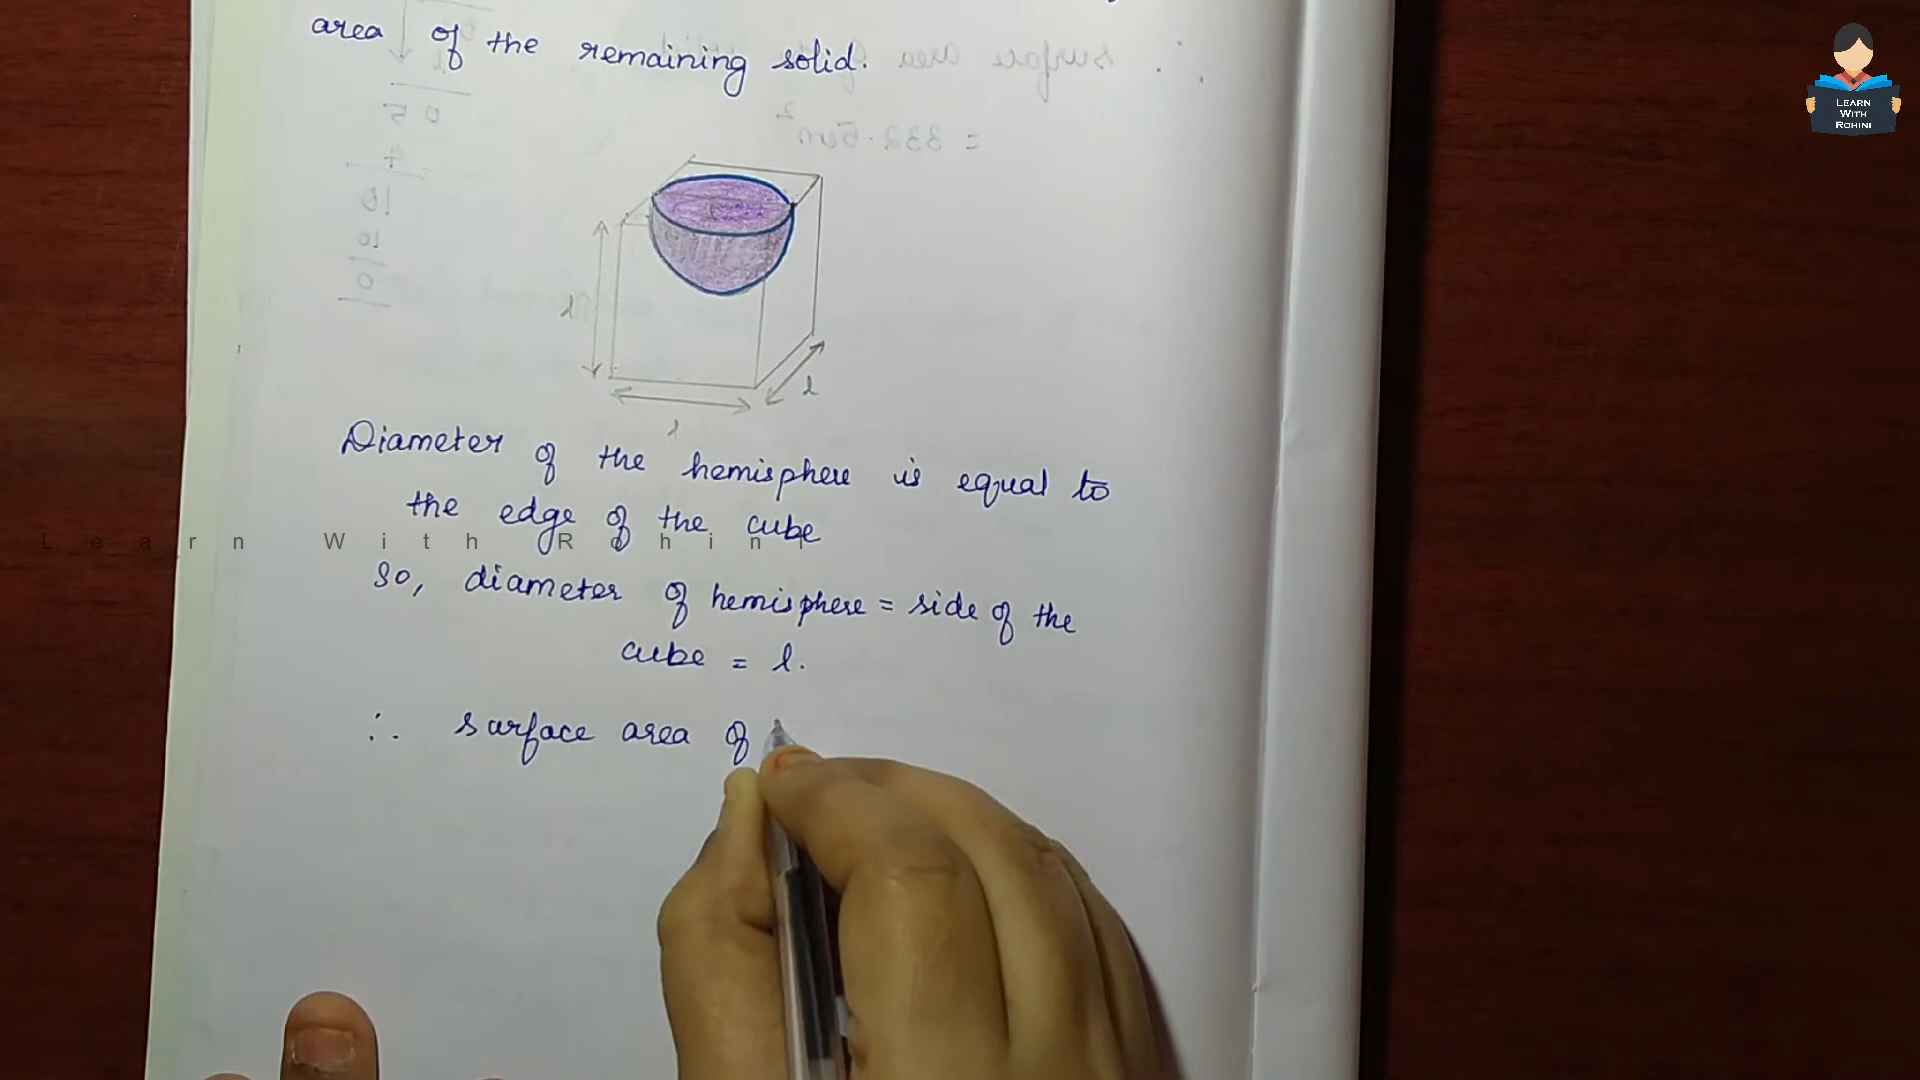 area of the remaining solid.
l
l
l
Diameter of the hemisphere is equal to
the edge of the cube
Learn With Rohini
so, diameter of hemisphere = side of the
cube = l.
∴ surface area of
LEARN
WITH
ROHINI